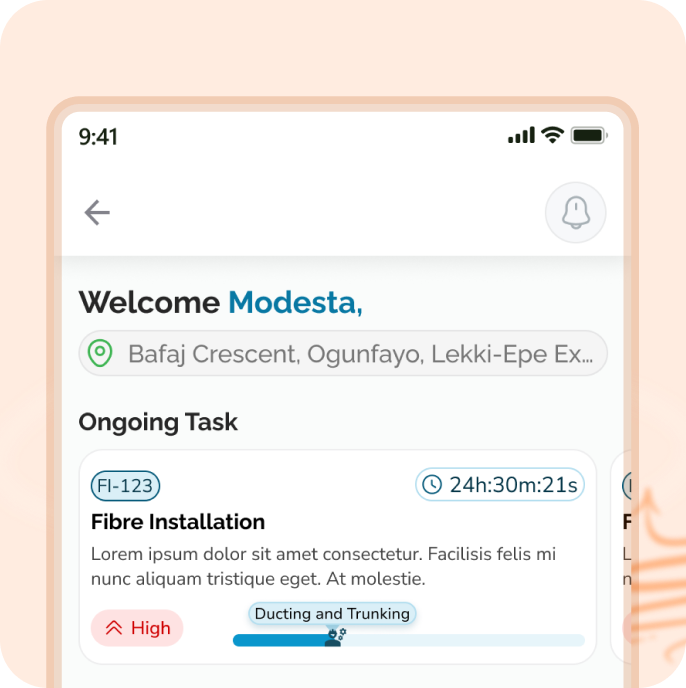 9:41
Welcome Modesta,
Bafaj Crescent, Ogunfayo, Lekki-Epe Ex...
Ongoing Task
FI-123
24h:30m:21s
Fibre Installation
Lorem ipsum dolor sit amet consectetur. Facilisis felis mi
nunc aliquam tristique eget. At molestie.
Ducting and Trunking
High